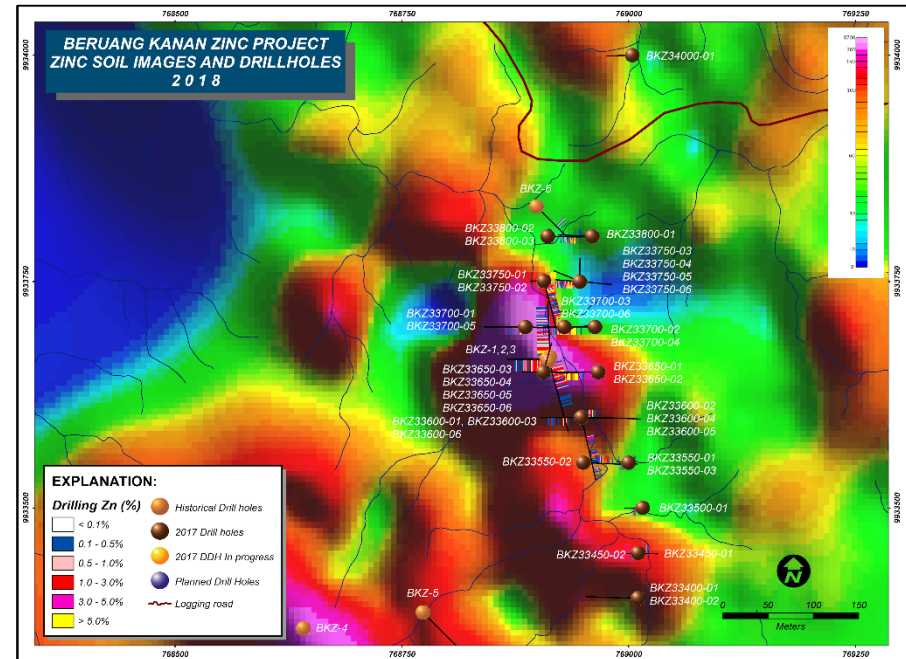 768500 768750 769000 769250
BERUANG KANAN ZINC PROJECT
ZINC SOIL IMAGES AND DRILLHOLES
2018
9934000
9934000
BKZ34000-01
BKZ-6
BKZ33800-02
BKZ33800-03
BKZ33800-01
BKZ33750-03
BKZ33750-04
BKZ33750-05
BKZ33750-06
9933750
9933750
BKZ33750-01
BKZ33750-02
BKZ33700-03
BKZ33700-06
BKZ33700-01
BKZ33700-05
BKZ33700-02
BKZ33700-04
BKZ-1,2,3
BKZ33650-03
BKZ33650-04
BKZ33650-05
BKZ33650-06
BKZ33650-01
BKZ33650-02
BKZ33600-01, BKZ33600-03
BKZ33600-06
BKZ33600-02
BKZ33600-04
BKZ33600-05
BKZ33550-02
BKZ33550-01
BKZ33550-03
9933500
9933500
BKZ33500-01
BKZ33450-02
BKZ33450-01
BKZ33400-01
BKZ33400-02
BKZ-5
BKZ-4
EXPLANATION:
Drilling Zn (%)
< 0.1%
0.1 - 0.5%
0.5 - 1.0%
1.0 - 3.0%
3.0 - 5.0%
> 5.0%
Historical Drill holes
2017 Drill holes
2017 DDH In progress
Planned Drill Holes
Logging road
N
0 50 100 150
Meters
768500 768750 769000 769250